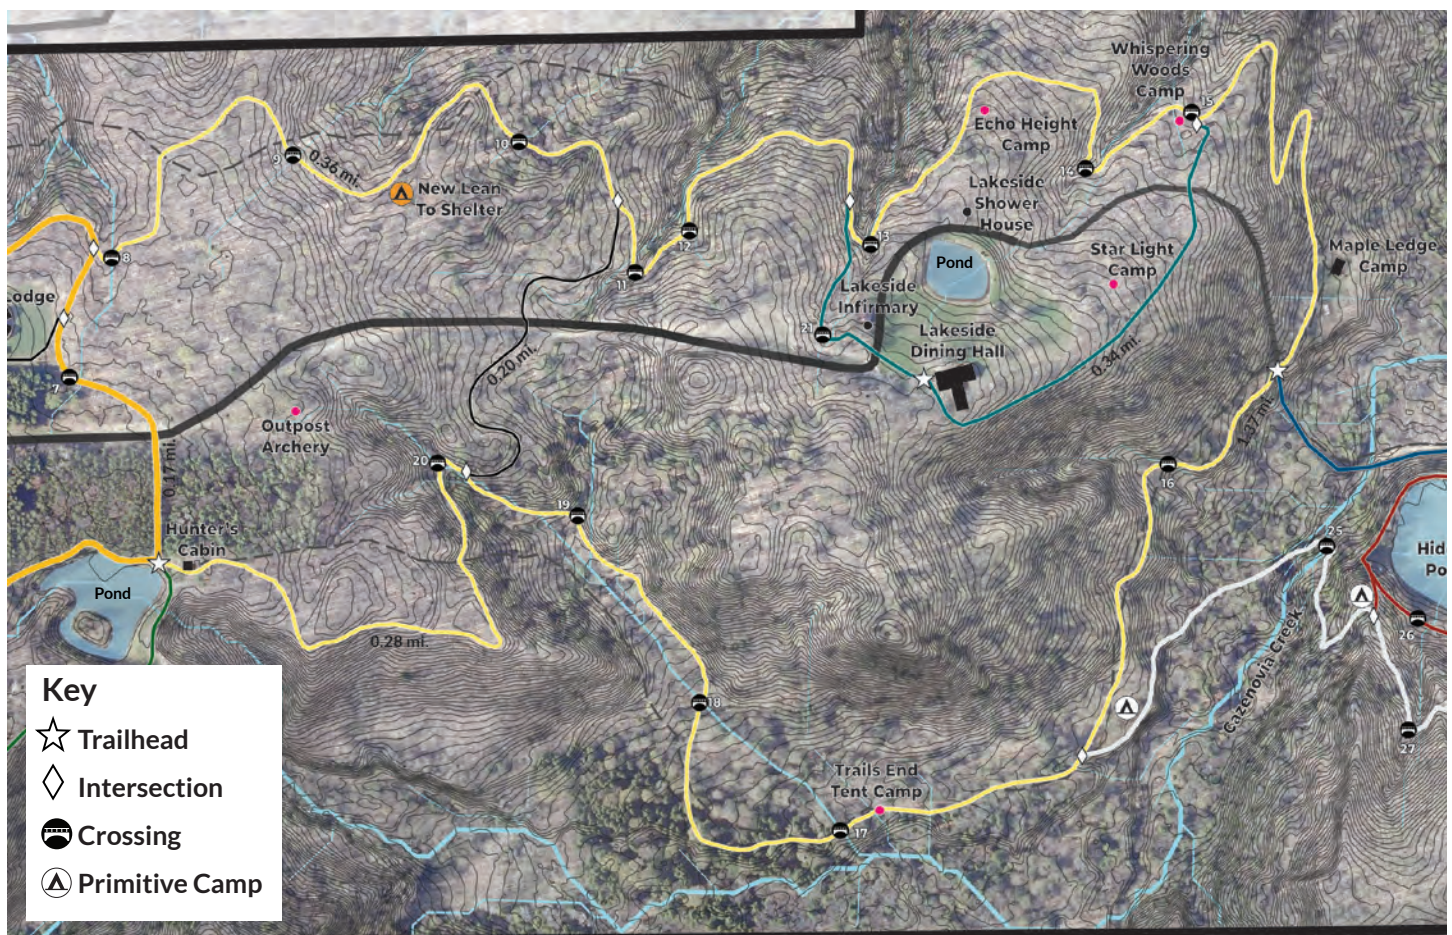 Whispering
Woods
Camp
15
Echo Height
Camp
10
9
0.36 mi.
14
New Lean
To Shelter
Lakeside
Shower
House
12
13
8
Star Light
Camp
Maple Ledge
Camp
Pond
11
Lodge
Lakeside
Infirmary
21
Lakeside
Dining Hall
0.34 mi.
0.20 mi.
7
Outpost
Archery
1.37 mi.
0.17 mi.
20
16
19
Hunter's
Cabin
25
Hid
Po
Pond
26
0.28 mi.
Cazenovia Creek
18
27
Trails End
Tent Camp
17
Key
Trailhead
Intersection
Crossing
Primitive Camp